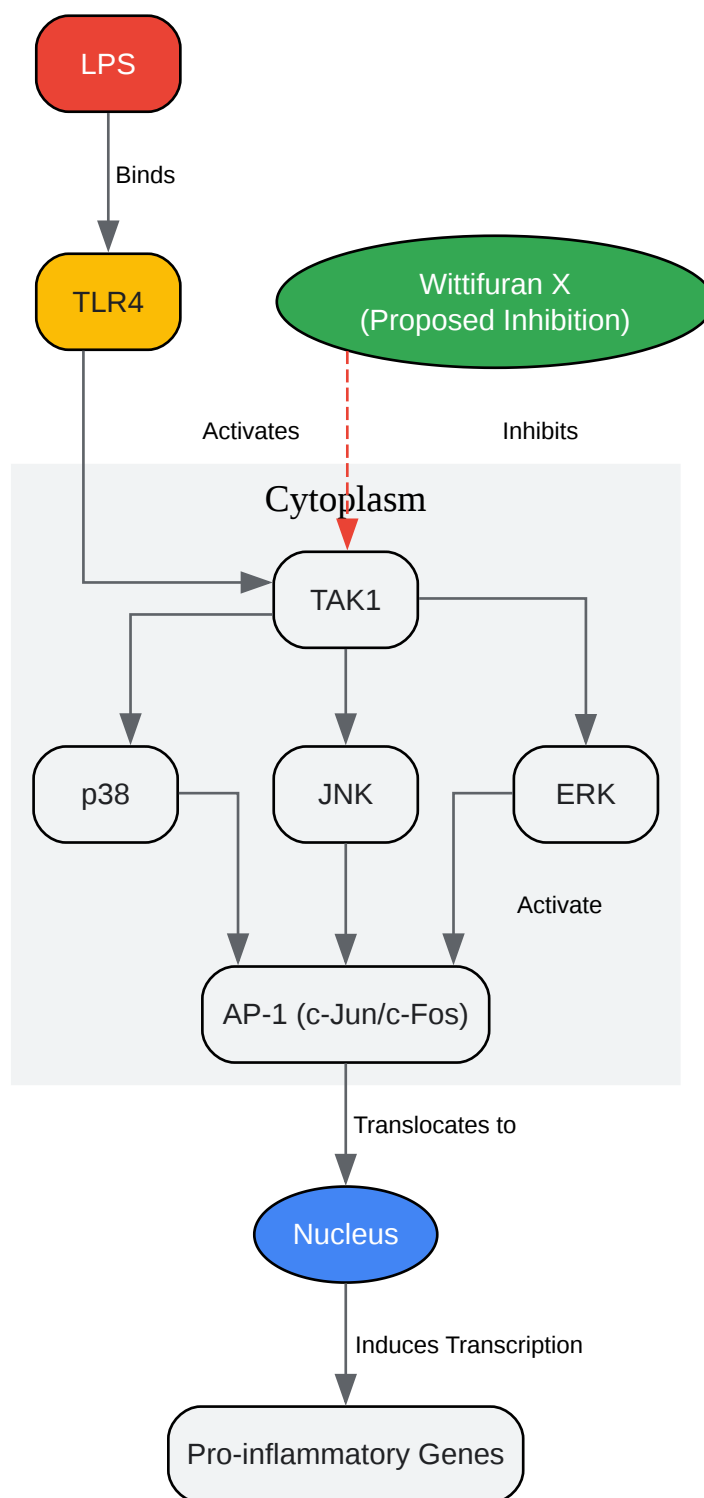 LPS
Binds
TLR4
Wittifuran X
(Proposed Inhibition)
Activates
Inhibits
Cytoplasm
TAK1
p38
JNK
ERK
Activate
AP-1 (c-Jun/c-Fos)
Translocates to
Nucleus
Induces Transcription
Pro-inflammatory Genes